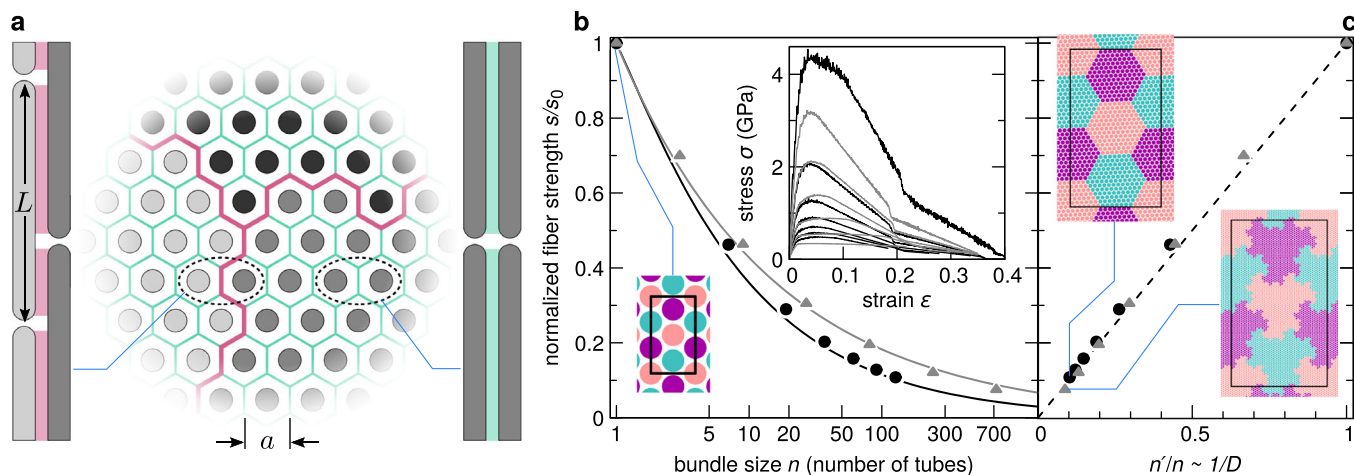 a
L
a
b
normalized fiber strength s/s₀
1
0.8
0.6
0.4
0.2
0
1 5 10 20 50 100 300 700
bundle size n (number of tubes)
stress σ (GPa)
4
2
0
0 0.1 0.2 0.3 0.4
strain ε
c
0 0.5 1
n′/n ~ 1/D